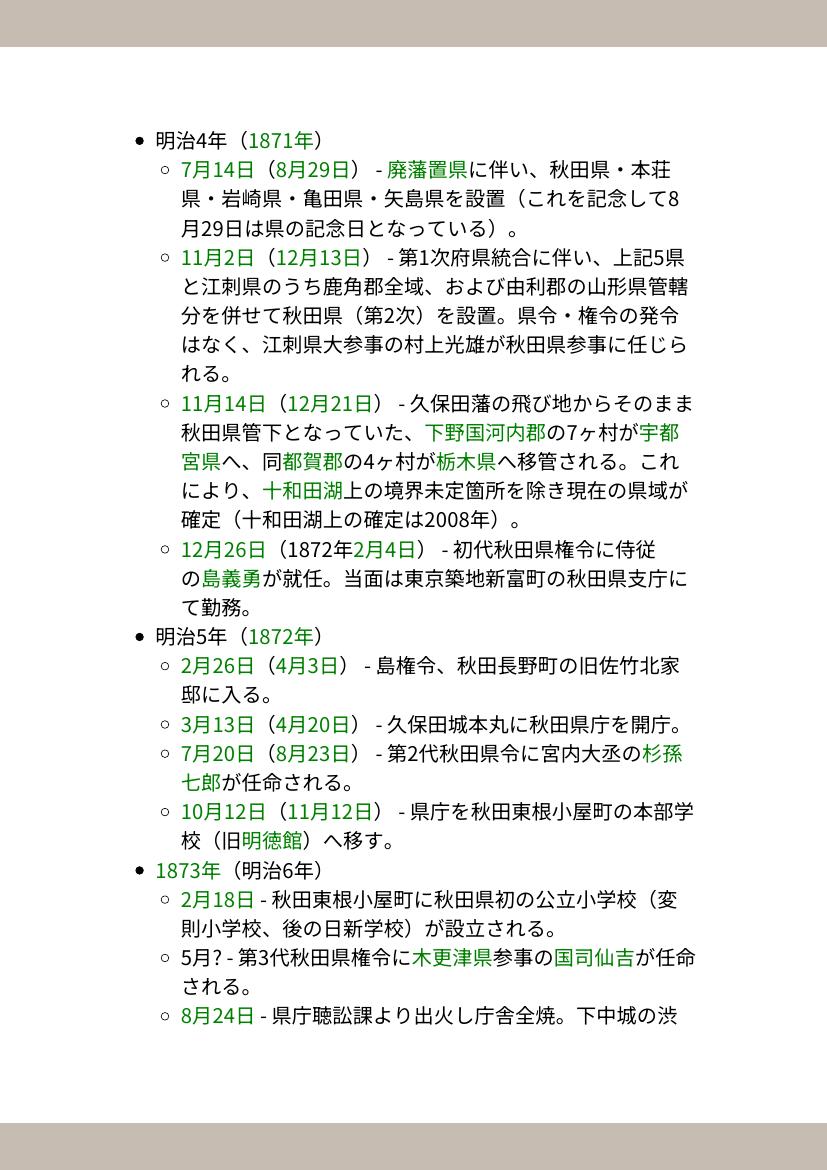 • 明治4年（1871年）
◦ 7月14日（8月29日） - 廃藩置県に伴い、秋田県・本荘
県・岩崎県・亀田県・矢島県を設置（これを記念して8
月29日は県の記念日となっている）。
◦ 11月2日（12月13日） - 第1次府県統合に伴い、上記5県
と江刺県のうち鹿角郡全域、および由利郡の山形県管轄
分を併せて秋田県（第2次）を設置。県令・権令の発令
はなく、江刺県大参事の村上光雄が秋田県参事に任じら
れる。
◦ 11月14日（12月21日） - 久保田藩の飛び地からそのまま
秋田県管下となっていた、下野国河内郡の7ヶ村が宇都
宮県へ、同都賀郡の4ヶ村が栃木県へ移管される。これ
により、十和田湖上の境界未定箇所を除き現在の県域が
確定（十和田湖上の確定は2008年）。
◦ 12月26日（1872年2月4日） - 初代秋田県権令に侍従
の島義勇が就任。当面は東京築地新富町の秋田県支庁に
て勤務。
• 明治5年（1872年）
◦ 2月26日（4月3日） - 島権令、秋田長野町の旧佐竹北家
邸に入る。
◦ 3月13日（4月20日） - 久保田城本丸に秋田県庁を開庁。
◦ 7月20日（8月23日） - 第2代秋田県令に宮内大丞の杉孫
七郎が任命される。
◦ 10月12日（11月12日） - 県庁を秋田東根小屋町の本部学
校（旧明徳館）へ移す。
• 1873年（明治6年）
◦ 2月18日 - 秋田東根小屋町に秋田県初の公立小学校（変
則小学校、後の日新学校）が設立される。
◦ 5月? - 第3代秋田県権令に木更津県参事の国司仙吉が任命
される。
◦ 8月24日 - 県庁聴訟課より出火し庁舎全焼。下中城の渋